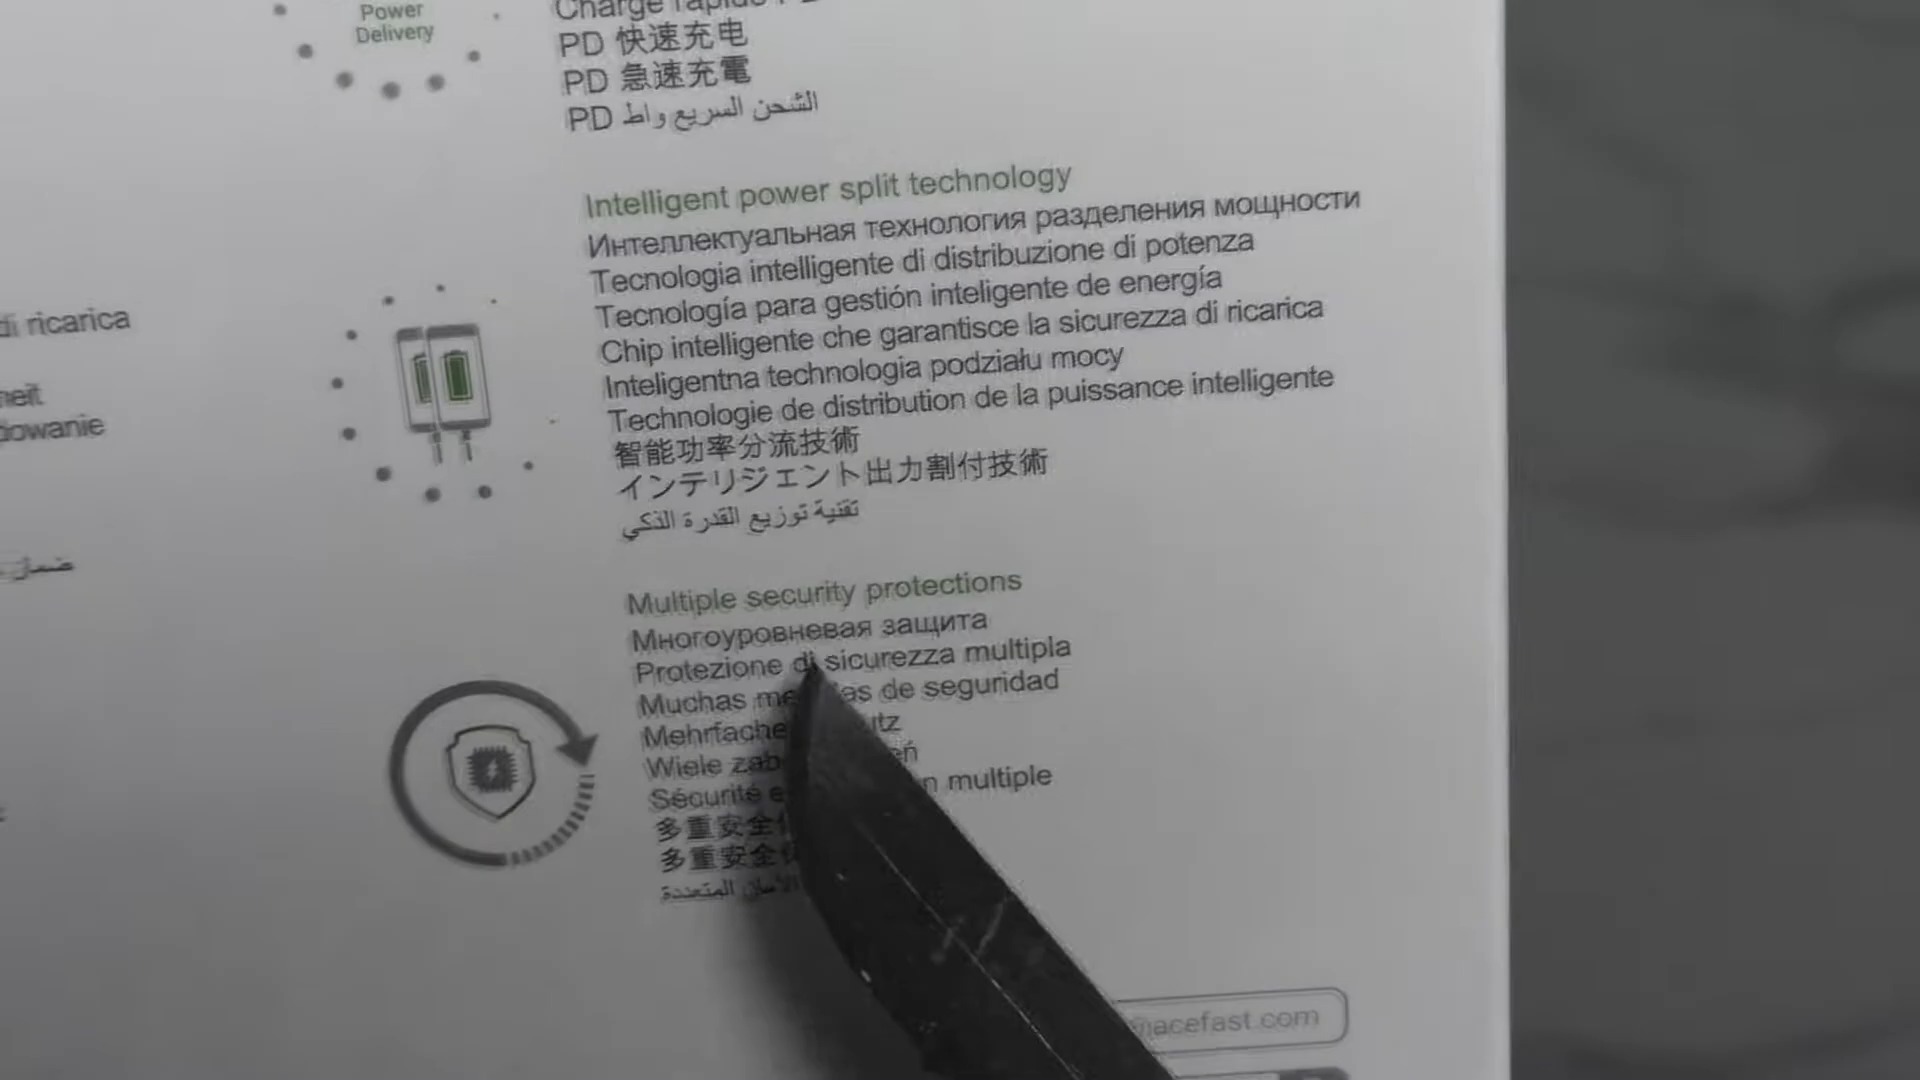 Power
Delivery
Charge rapide
PD 快速充电
PD 急速充電
PD الشحن السريع واط
Intelligent power split technology
Интеллектуальная технология разделения мощности
Tecnologia intelligente di distribuzione di potenza
Tecnología para gestión inteligente de energía
Chip intelligente che garantisce la sicurezza di ricarica
Inteligentna technologia podziału mocy
Technologie de distribution de la puissance intelligente
智能功率分流技術
インテリジェント出力割付技術
تقنية توزيع القدرة الذكي
di ricarica
Multiple security protections
Многоуровневая защита
Protezione di sicurezza multipla
Muchas de seguridad
Mehrfache
Wiele
Sécurité multiple
多重安全
多重安全
المتعددة
acefast.com